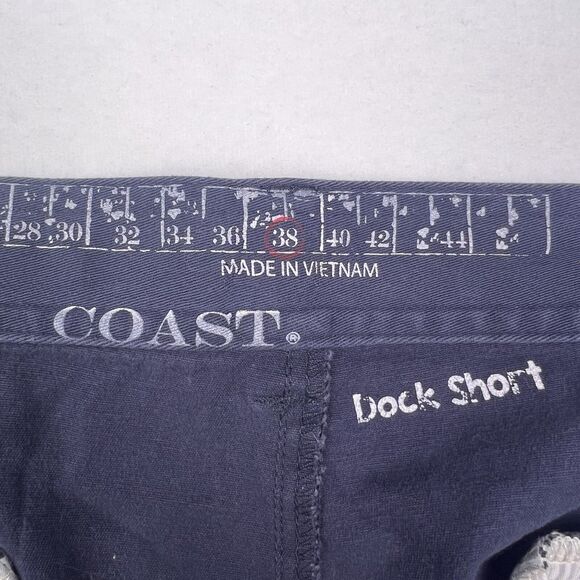 28 30 32 34 36 38 40 42 44
MADE IN VIETNAM
COAST®
Dock Short